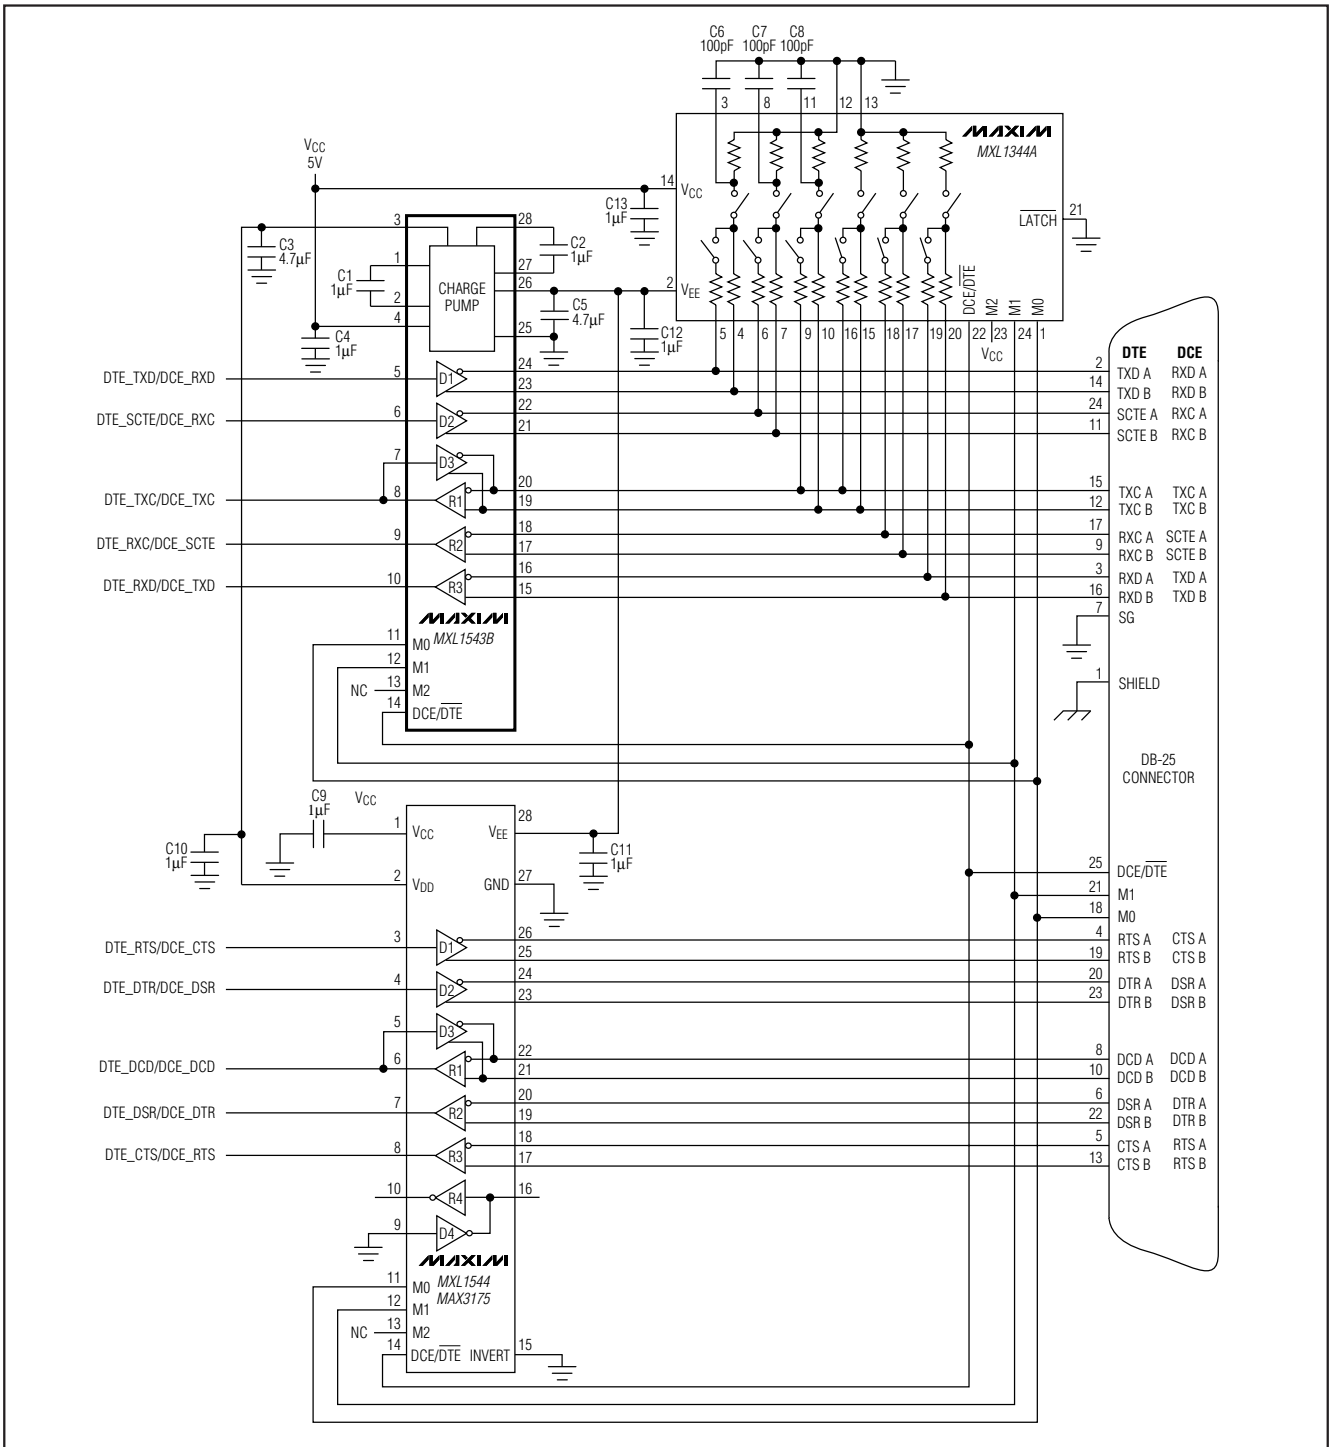 C6 C7 C8
100pF 100pF 100pF
3 8 11 12 13
MAXIM
MXL1344A
VCC
5V
14 VCC
C13
1µF
LATCH 21
3 28
C3
4.7µF
C2
1µF
1 27
C1
1µF
CHARGE
PUMP
26
2 VEE
DCE/DTE
M2
M1
M0
2
C5
4.7µF
4 25
C4
1µF
C12
1µF
5 4 6 7 9 10 16 15 18 17 19 20 22 23 24 1
VCC
DTE DCE
DTE_TXD/DCE_RXD 5 D1 24 2 TXD A RXD A
23 14 TXD B RXD B
DTE_SCTE/DCE_RXC 6 D2 22 24 SCTE A RXC A
21 11 SCTE B RXC B
7 D3
DTE_TXC/DCE_TXC 8 R1 20 15 TXC A TXC A
19 12 TXC B TXC B
DTE_RXC/DCE_SCTE 9 R2 18 17 RXC A SCTE A
17 9 RXC B SCTE B
DTE_RXD/DCE_TXD 10 R3 16 3 RXD A TXD A
15 16 RXD B TXD B
7 SG
MAXIM
MXL1543B
11 M0
12 M1
NC 13 M2
14 DCE/DTE
1 SHIELD
DB-25
CONNECTOR
C9
1µF
VCC
1 VCC VEE 28
C10
1µF
C11
1µF
2 VDD GND 27
25 DCE/DTE
21 M1
18 M0
DTE_RTS/DCE_CTS 3 D1 26 4 RTS A CTS A
25 19 RTS B CTS B
DTE_DTR/DCE_DSR 4 D2 24 20 DTR A DSR A
23 23 DTR B DSR B
5 D3
DTE_DCD/DCE_DCD 6 R1 22 8 DCD A DCD A
21 10 DCD B DCD B
DTE_DSR/DCE_DTR 7 R2 20 6 DSR A DTR A
19 22 DSR B DTR B
DTE_CTS/DCE_RTS 8 R3 18 5 CTS A RTS A
17 13 CTS B RTS B
10 R4 16
9 D4
MAXIM
MXL1544
MAX3175
11 M0
12 M1
NC 13 M2
14 DCE/DTE INVERT 15